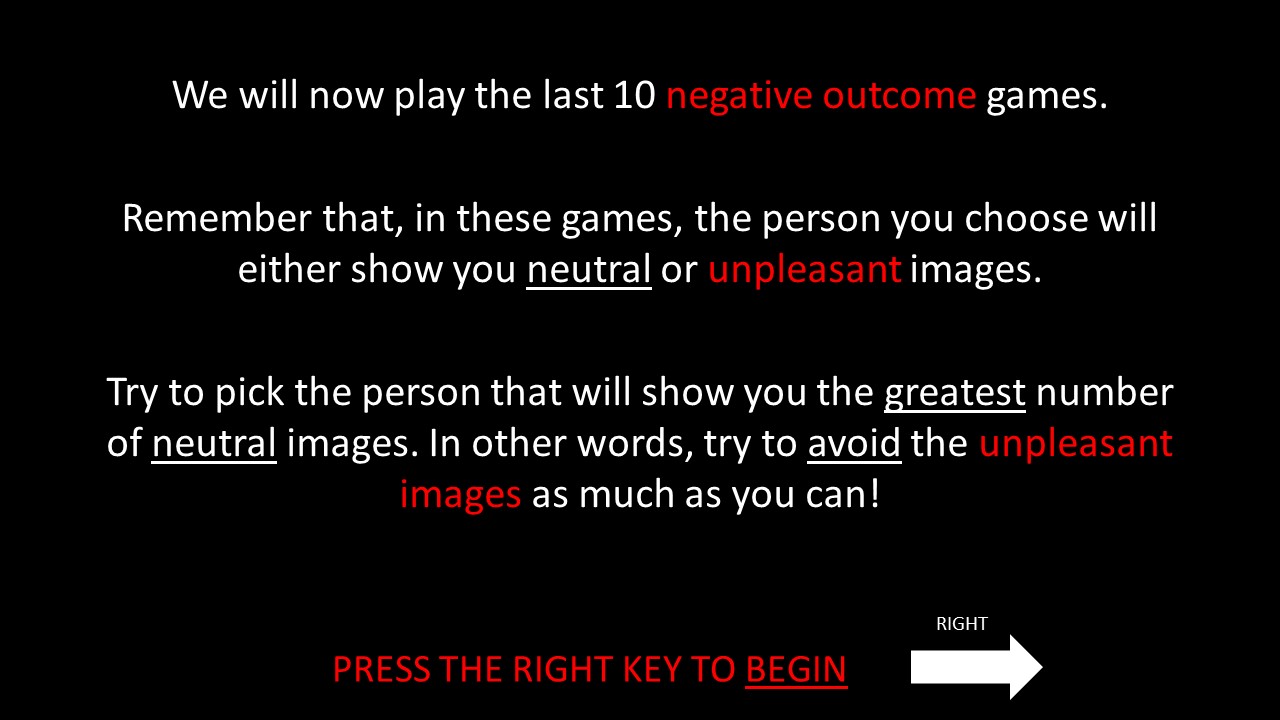 We will now play the last 10 negative outcome games.
Remember that, in these games, the person you choose will
either show you neutral or unpleasant images.
Try to pick the person that will show you the greatest number
of neutral images. In other words, try to avoid the unpleasant
images as much as you can!
RIGHT
PRESS THE RIGHT KEY TO BEGIN